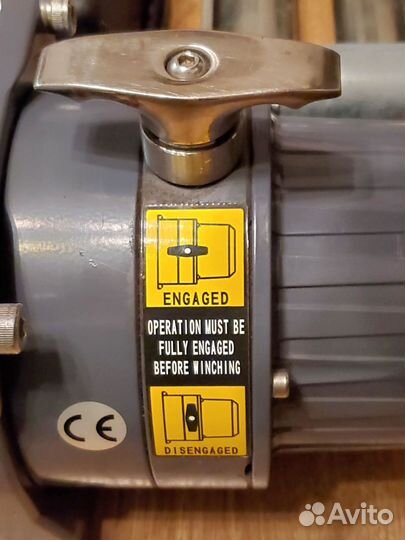 ENGAGED
OPERATION MUST BE
FULLY ENGAGED
BEFORE WINCHING
CE
DISENGAGED
Avito